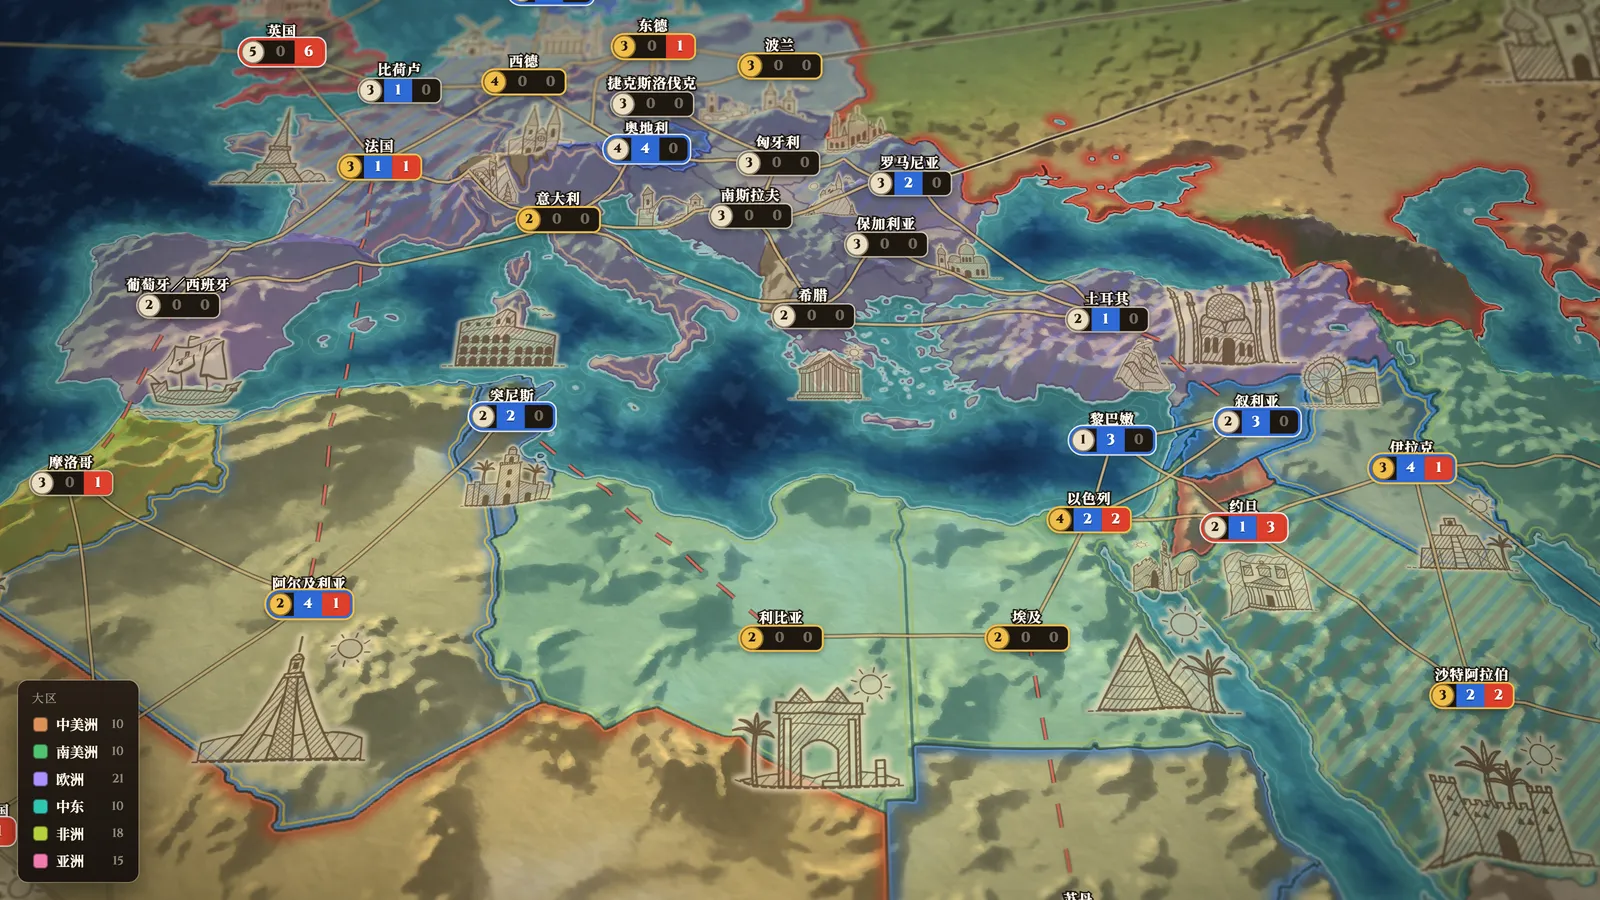 英国
5 0 6
东德
3 0 1
波兰
3 0 0
西德
4 0 0
比荷卢
3 1 0
捷克斯洛伐克
3 0 0
奥地利
4 4 0
匈牙利
3 0 0
法国
3 1 1
罗马尼亚
3 2 0
意大利
2 0 0
南斯拉夫
3 0 0
保加利亚
3 0 0
葡萄牙／西班牙
2 0 0
希腊
2 0 0
土耳其
2 1 0
突尼斯
2 2 0
黎巴嫩
1 3 0
叙利亚
2 3 0
伊拉克
3 4 1
摩洛哥
3 0 1
以色列
4 2 2
约旦
2 1 3
阿尔及利亚
2 4 1
利比亚
2 0 0
埃及
2 0 0
沙特阿拉伯
3 2 2
大区
中美洲 10
南美洲 10
欧洲 21
中东 10
非洲 18
亚洲 15
国